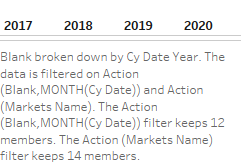 2017 2018 2019 2020
Blank broken down by Cy Date Year. The
data is filtered on Action
(Blank,MONTH(Cy Date)) and Action
(Markets Name). The Action
(Blank,MONTH(Cy Date)) filter keeps 12
members. The Action (Markets Name)
filter keeps 14 members.